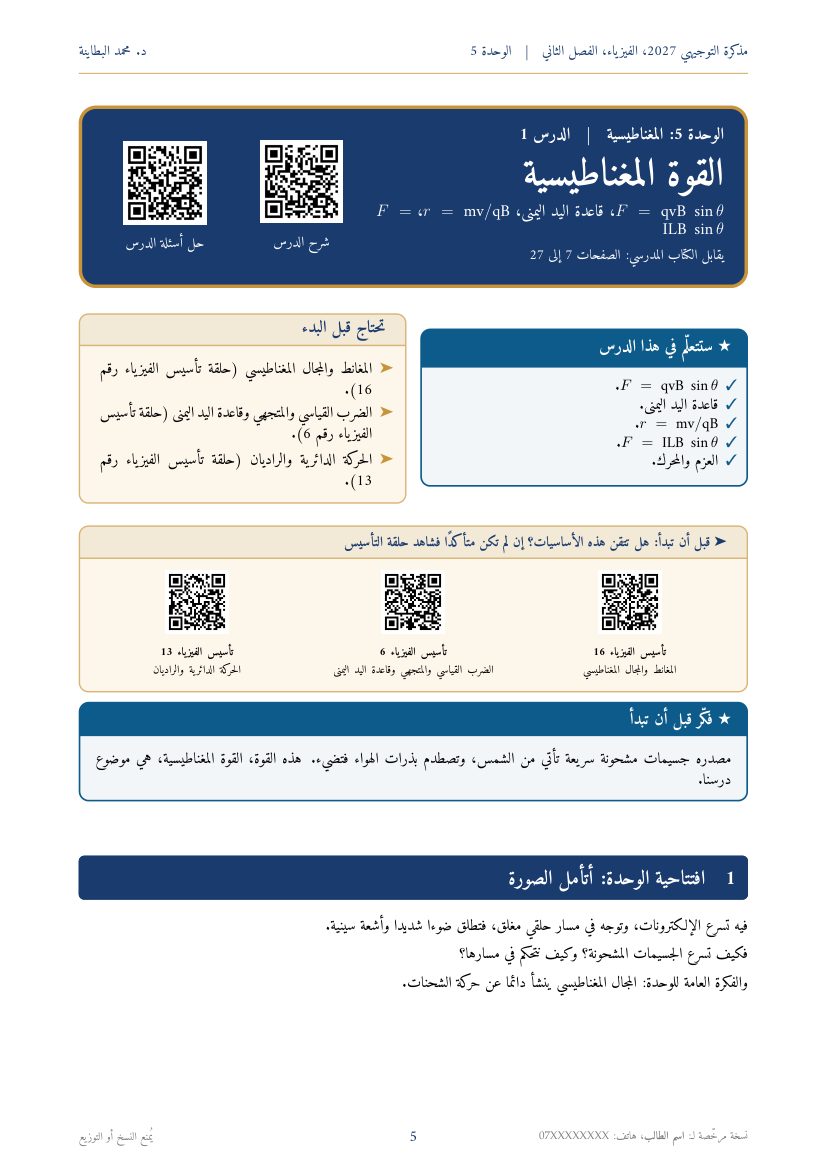 مذكرة التوجيهي 2027، الفيزياء، الفصل الثاني | الوحدة 5
د. محمد البطاينة
الوحدة 5: المغناطيسية | الدرس 1
القوة المغناطيسية
F = qvB sin θ، قاعدة اليد اليمنى، r = mv/qB، F =
ILB sin θ
يقابل الكتاب المدرسي: الصفحات 7 إلى 27
شرح الدرس
حل أسئلة الدرس
★ ستتعلّم في هذا الدرس
✓ F = qvB sin θ.
✓ قاعدة اليد اليمنى.
✓ r = mv/qB.
✓ F = ILB sin θ.
✓ العزم والمحرك.
تحتاج قبل البدء
➤ المغانط والمجال المغناطيسي (حلقة تأسيس الفيزياء رقم
16).
➤ الضرب القياسي والمتجهي وقاعدة اليد اليمنى (حلقة تأسيس
الفيزياء رقم 6).
➤ الحركة الدائرية والراديان (حلقة تأسيس الفيزياء رقم
13).
➤ قبل أن تبدأ: هل تتقن هذه الأساسيات؟ إن لم تكن متأكدًا فشاهد حلقة التأسيس
تأسيس الفيزياء 16
المغانط والمجال المغناطيسي
تأسيس الفيزياء 6
الضرب القياسي والمتجهي وقاعدة اليد اليمنى
تأسيس الفيزياء 13
الحركة الدائرية والراديان
★ فكّر قبل أن تبدأ
مصدره جسيمات مشحونة سريعة تأتي من الشمس، وتصطدم بذرات الهواء فتضيء. هذه القوة، القوة المغناطيسية، هي موضوع
درسنا.
1 افتتاحية الوحدة: أتأمل الصورة
فيه تسرع الإلكترونات، وتوجه في مسار حلقي مغلق، فتطلق ضوءا شديدا وأشعة سينية.
فكيف تسرع الجسيمات المشحونة؟ وكيف نتحكم في مسارها؟
والفكرة العامة للوحدة: المجال المغناطيسي ينشأ دائما عن حركة الشحنات.
نسخة مرخّصة لـ: اسم الطالب، هاتف: 07XXXXXXXX
5
يُمنع النسخ أو التوزيع